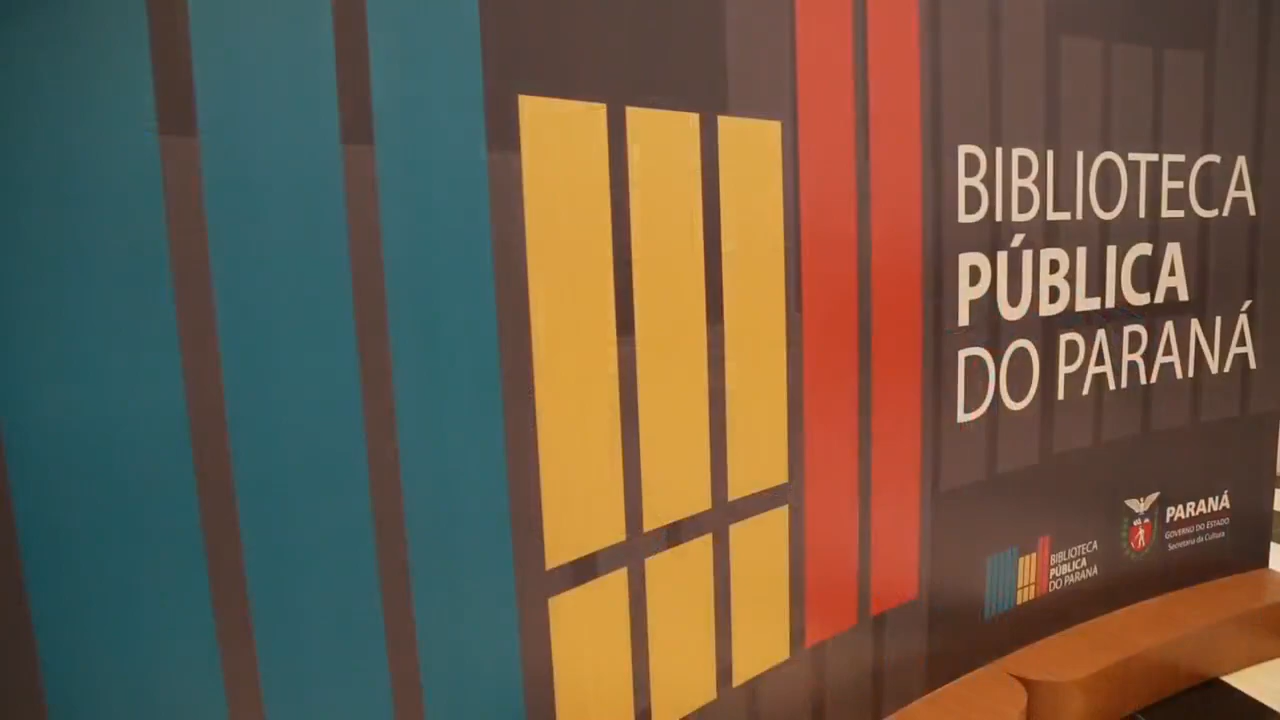 BIBLIOTECA
PÚBLICA
DO PARANÁ
BIBLIOTECA
PÚBLICA
DO PARANÁ
PARANÁ
GOVERNO DO ESTADO
Secretaria da Cultura